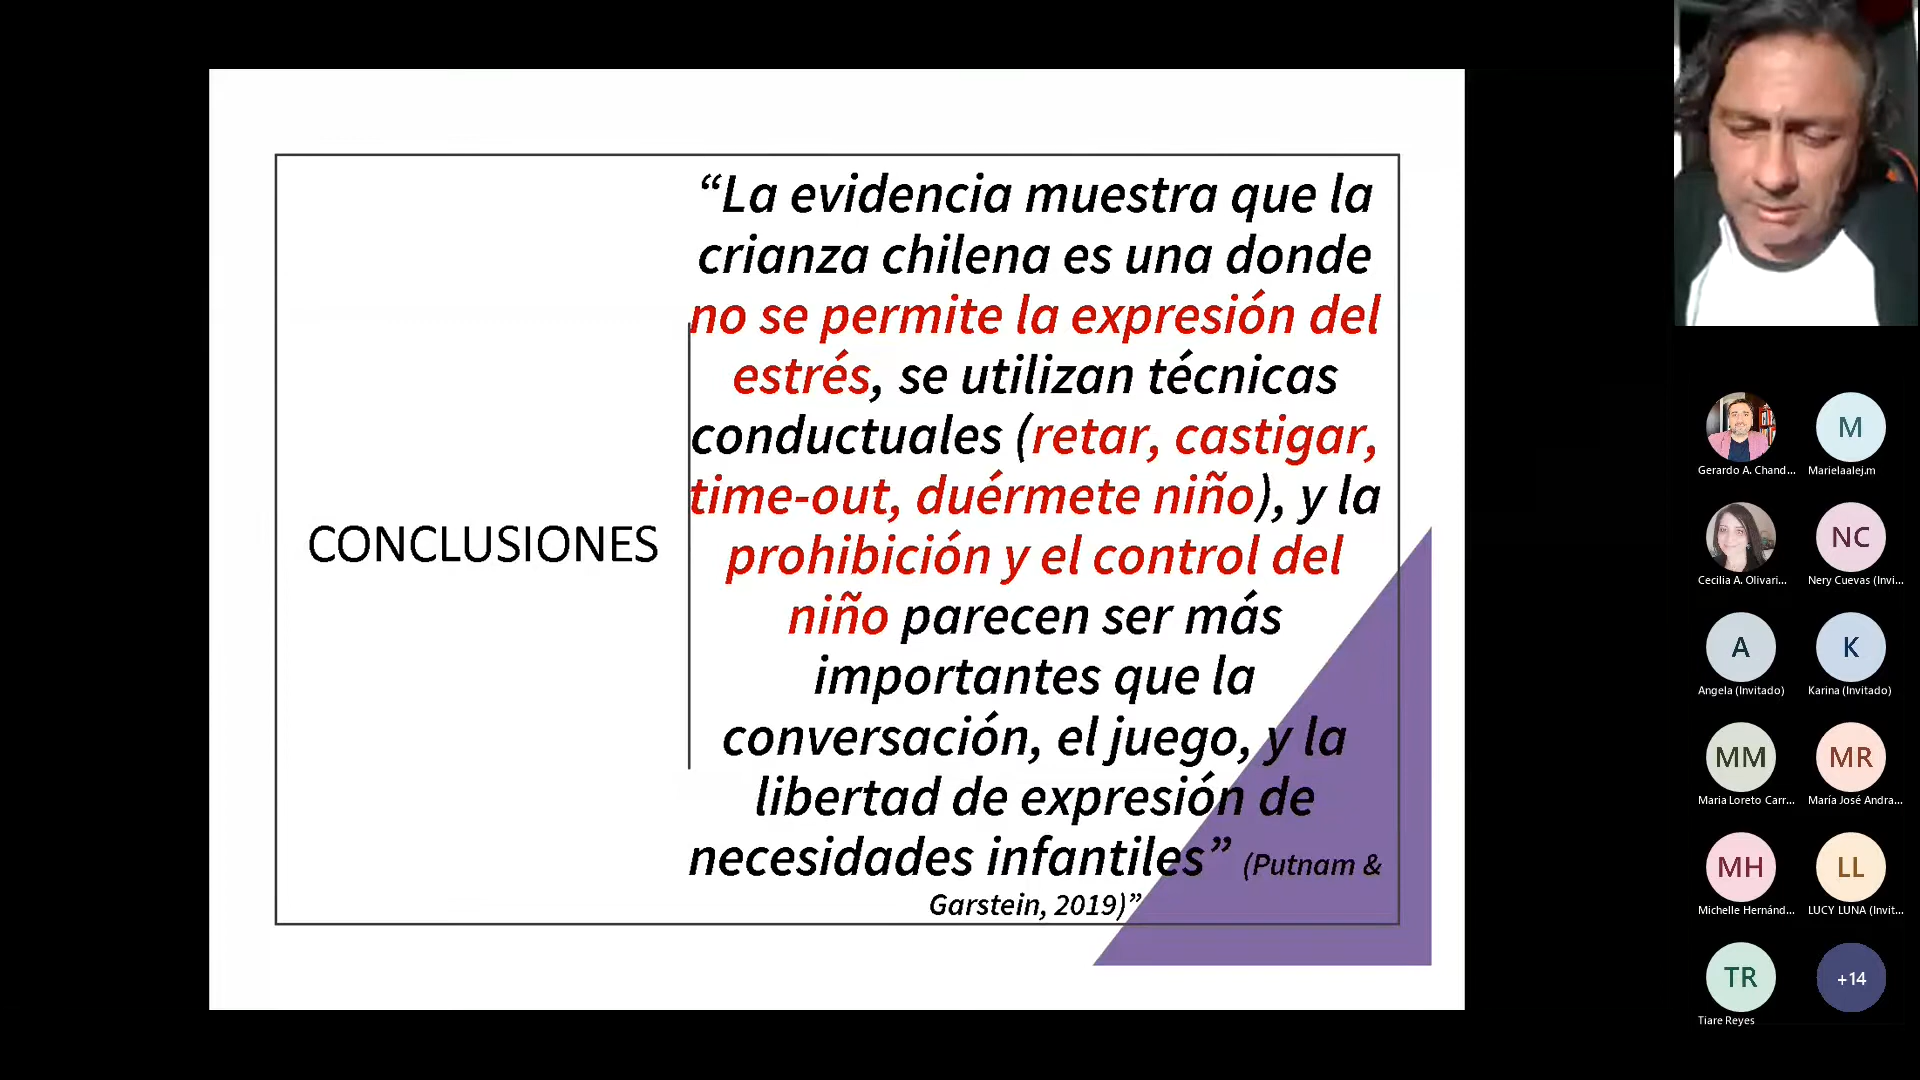 CONCLUSIONES
“La evidencia muestra que la
crianza chilena es una donde
no se permite la expresión del
estrés, se utilizan técnicas
conductuales (retar, castigar,
time-out, duérmete niño), y la
prohibición y el control del
niño parecen ser más
importantes que la
conversación, el juego, y la
libertad de expresión de
necesidades infantiles” (Putnam &
Garstein, 2019)”
Gerardo A. Chand...
M
Marielaalej.m
Cecilia A. Olivari...
NC
Nery Cuevas (Invi...
A
Angela (Invitado)
K
Karina (Invitado)
MM
Maria Loreto Carr...
MR
María José Andra...
MH
Michelle Hernánd...
LL
LUCY LUNA (Invit...
TR
Tiare Reyes
+14